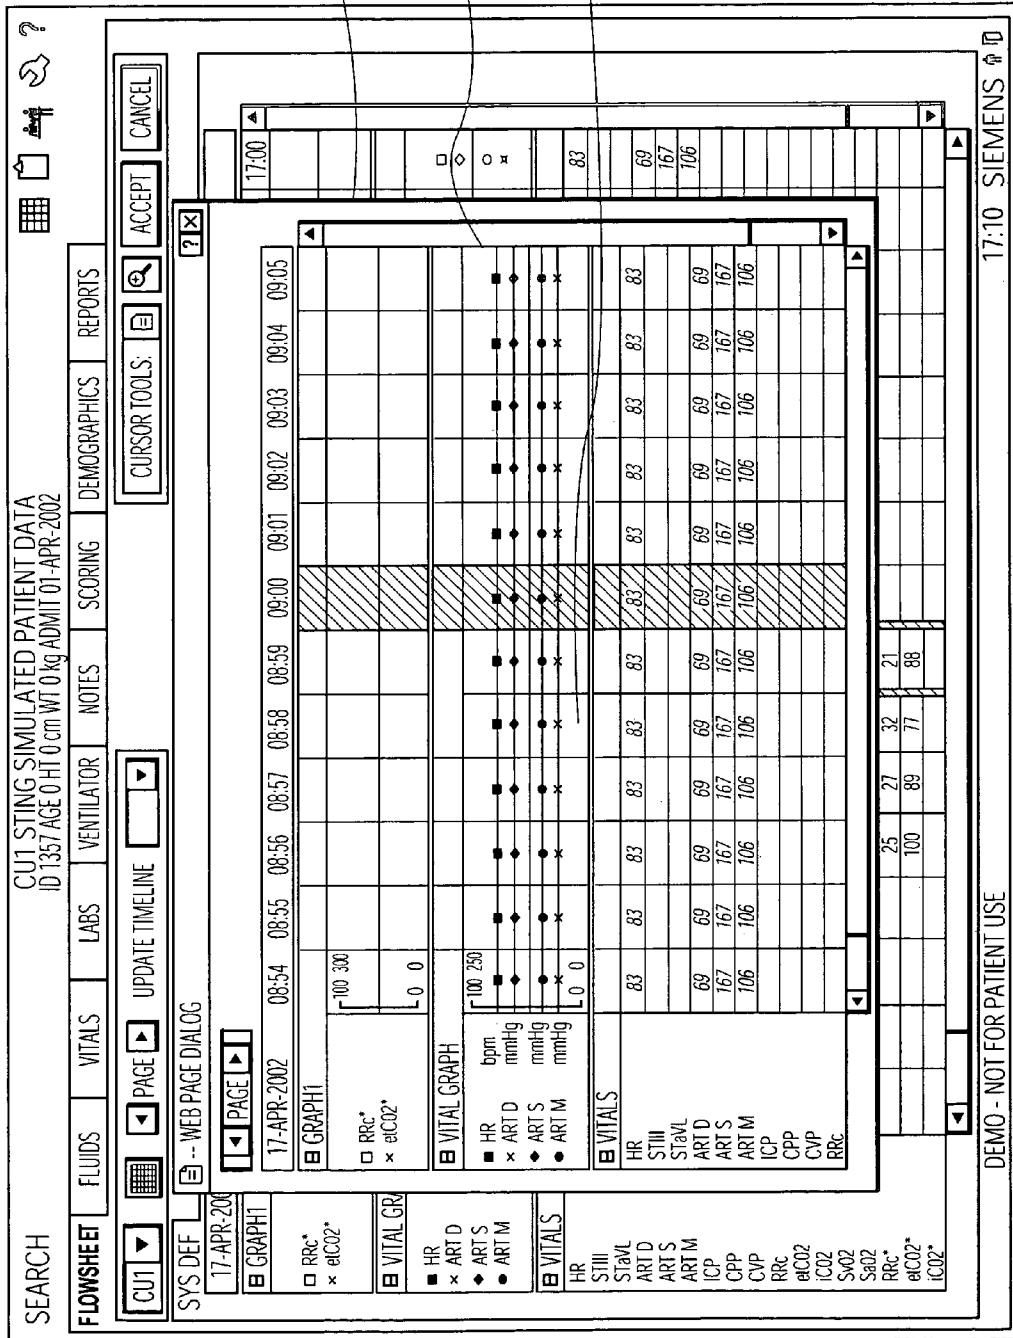 SEARCH
CU1 STING SIMULATED PATIENT DATA
ID 1357 AGE 0 HT 0 cm WT 0 kg ADMIT 01-APR-2002
?
FLOWSHEET FLUIDS VITALS LABS VENTILATOR NOTES SCORING DEMOGRAPHICS REPORTS
CU1 PAGE UPDATE TIMELINE CURSOR TOOLS: ACCEPT CANCEL
SYS DEF
-- WEB PAGE DIALOG ? X
PAGE
17-APR-2002 08:54 08:55 08:56 08:57 08:58 08:59 09:00 09:01 09:02 09:03 09:04 09:05
GRAPH1
100 300
RRc*
etCO2*
0 0
VITAL GRAPH
100 250
HR bpm
ART D mmHg
ART S mmHg
ART M mmHg
0 0
VITALS
HR 83 83 83 83 83 83 83 83 83 83 83 83
STIII
STaVL
ART D 69 69 69 69 69 69 69 69 69 69 69 69
ART S 167 167 167 167 167 167 167 167 167 167 167 167
ART M 106 106 106 106 106 106 106 106 106 106 106 106
ICP
CPP
CVP
RRc
17-APR-200 17:00
GRAPH1
RRc*
etCO2*
VITAL GRA
HR
ART D
ART S
ART M
VITALS
HR 83
STIII
STaVL
ART D 69
ART S 167
ART M 106
ICP
CPP
CVP
RRc
etCO2
iCO2
SvO2
SaO2
RRc* 25 27 32 21
etCO2* 100 89 77 88
iCO2*
DEMO - NOT FOR PATIENT USE 17:10 SIEMENS